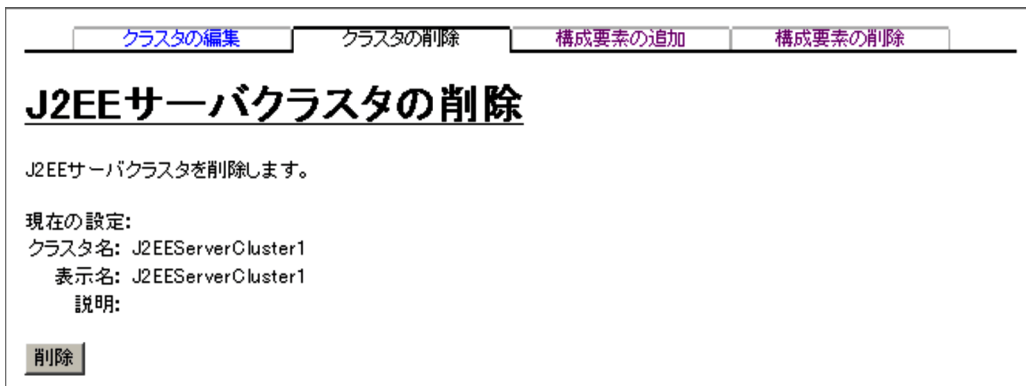 クラスタの編集 クラスタの削除 構成要素の追加 構成要素の削除
J2EEサーバクラスタの削除
J2EEサーバクラスタを削除します。
現在の設定:
クラスタ名: J2EEServerCluster1
表示名: J2EEServerCluster1
説明:
削除